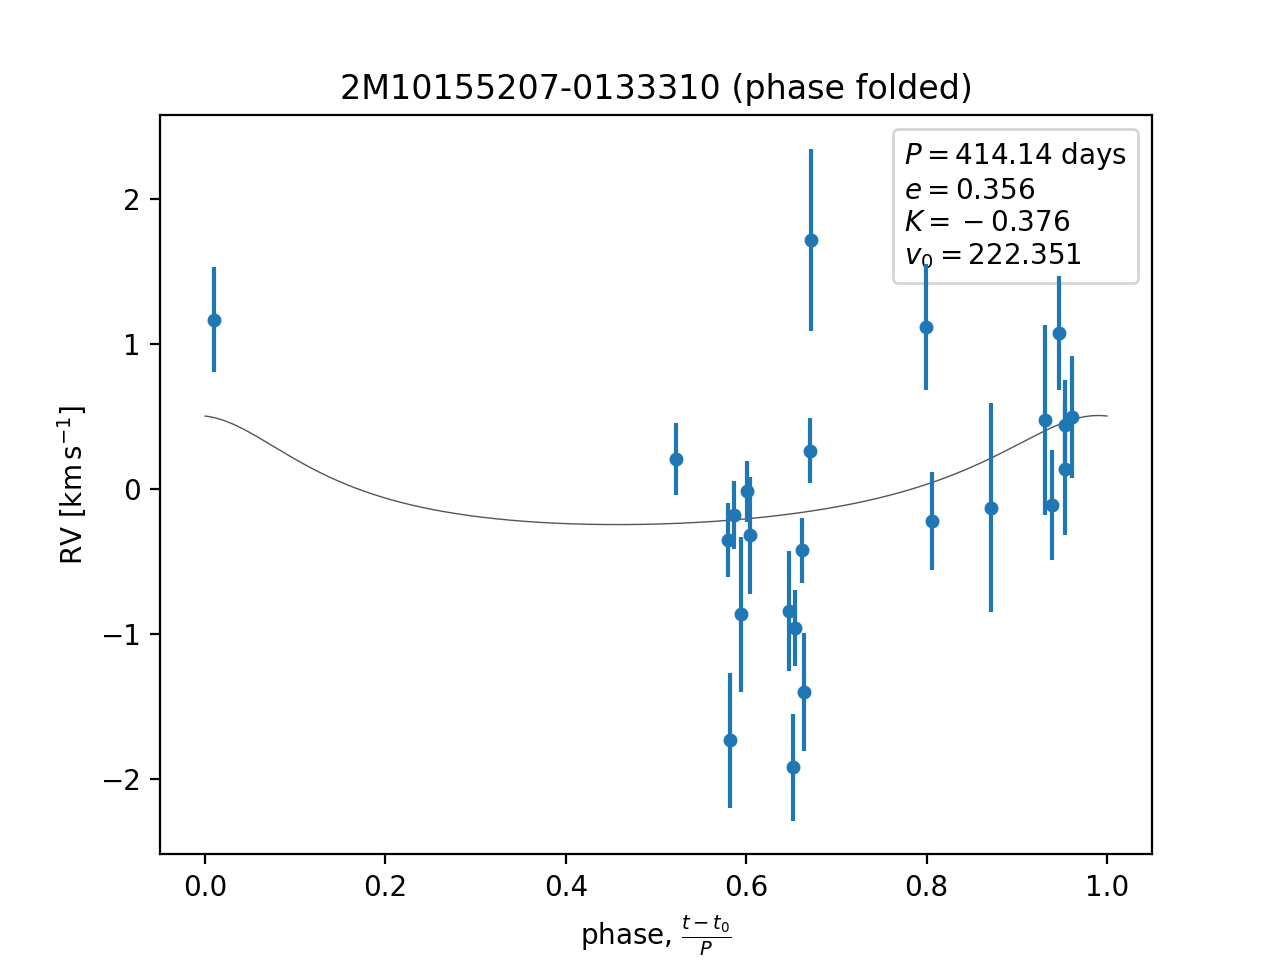 2M10155207-0133310 (phase folded)
P = 414.14 days
e = 0.356
K = −0.376
v₀ = 222.351
RV [km s⁻¹]
2
1
0
−1
−2
0.0 0.2 0.4 0.6 0.8 1.0
phase, (t − t₀)/P